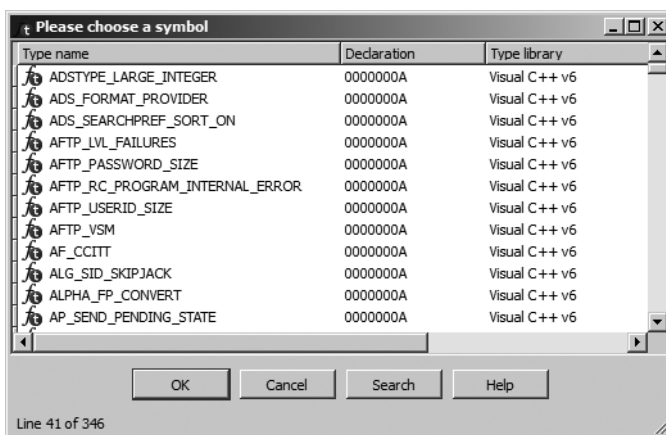 Please choose a symbol
Type name Declaration Type library
ADSTYPE_LARGE_INTEGER 0000000A Visual C++ v6
ADS_FORMAT_PROVIDER 0000000A Visual C++ v6
ADS_SEARCHPREF_SORT_ON 0000000A Visual C++ v6
AFTP_LVL_FAILURES 0000000A Visual C++ v6
AFTP_PASSWORD_SIZE 0000000A Visual C++ v6
AFTP_RC_PROGRAM_INTERNAL_ERROR 0000000A Visual C++ v6
AFTP_USERID_SIZE 0000000A Visual C++ v6
AFTP_VSM 0000000A Visual C++ v6
AF_CCITT 0000000A Visual C++ v6
ALG_SID_SKIPJACK 0000000A Visual C++ v6
ALPHA_FP_CONVERT 0000000A Visual C++ v6
AP_SEND_PENDING_STATE 0000000A Visual C++ v6
OK Cancel Search Help
Line 41 of 346